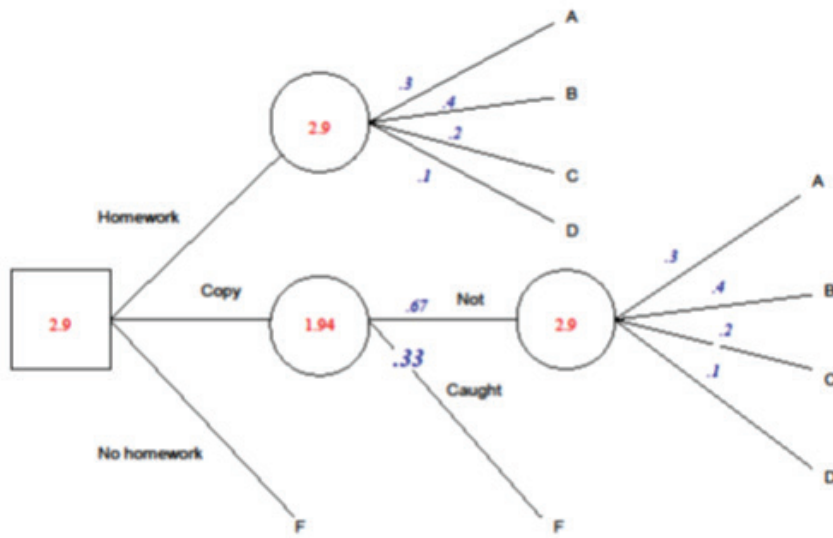 A
.3
B
.4
2.9
.2
C
.1
A
Homework
D
.3
Copy
Not
B
.4
.67
2.9
1.94
2.9
.2
.33
C
.1
Caught
No homework
D
F
F